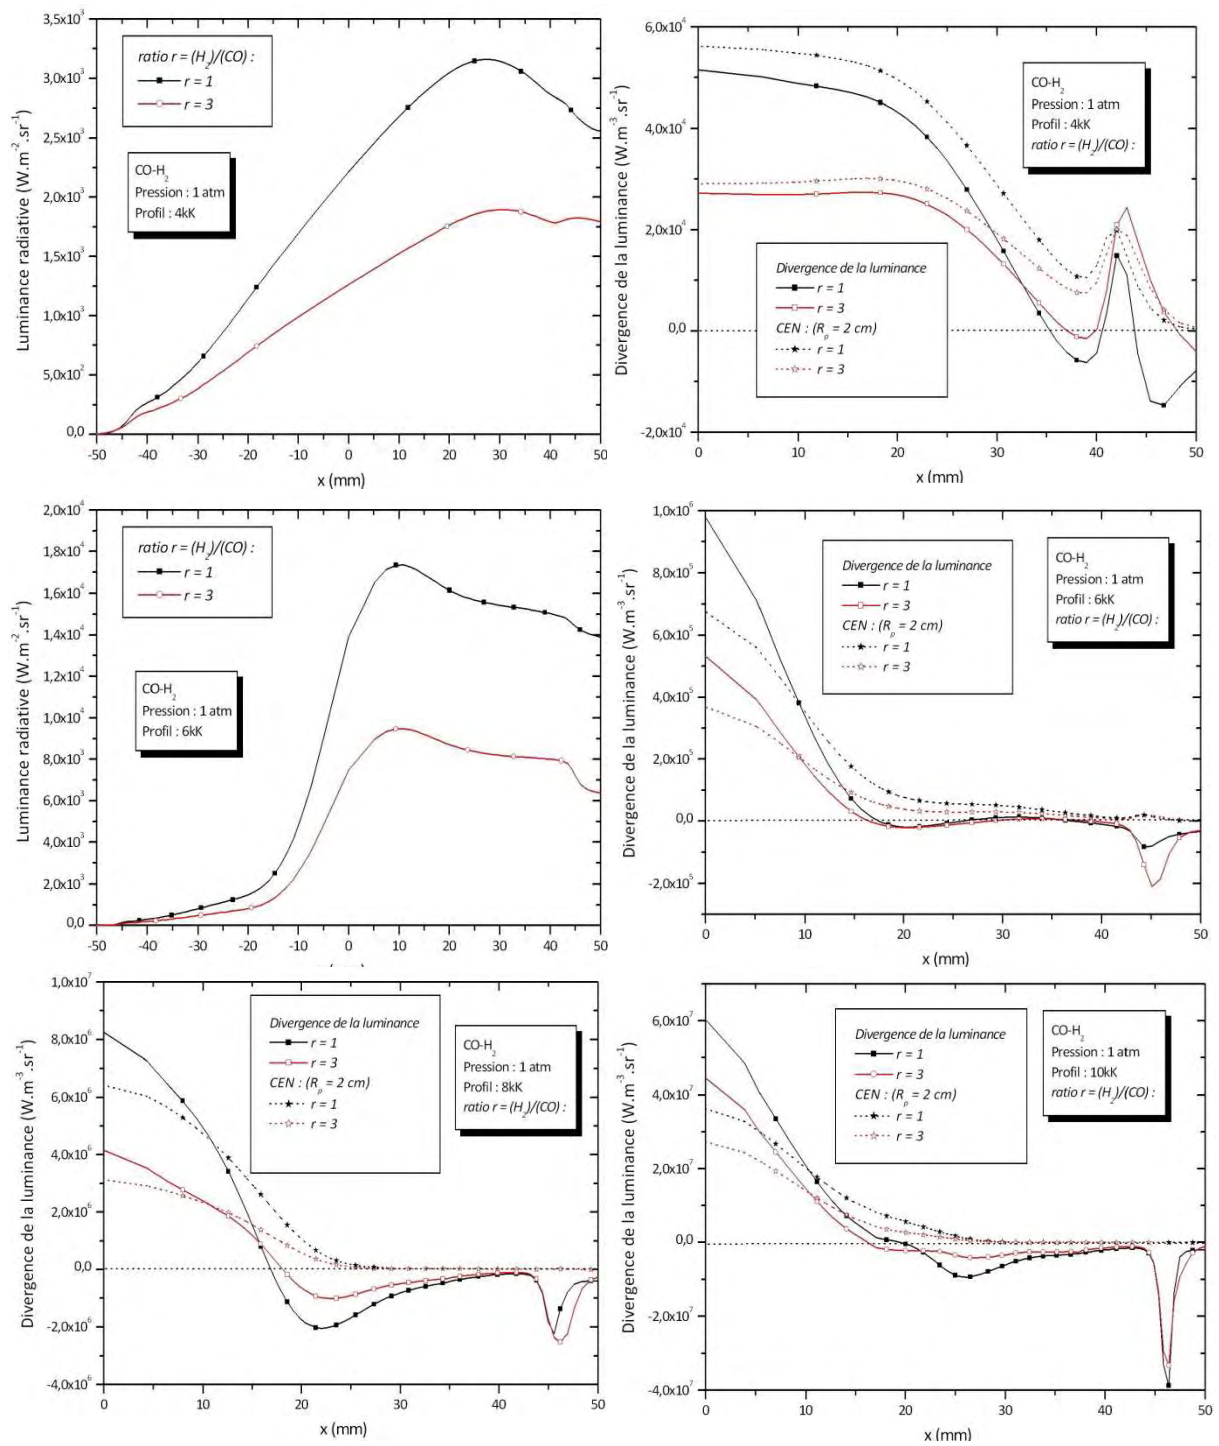 Luminance radiative (W.m-2.sr-1)
3,5x10³
3,0x10³
2,5x10³
2,0x10³
1,5x10³
1,0x10³
5,0x10²
0,0
ratio r = (H2)/(CO) :
r = 1
r = 3
CO-H2
Pression : 1 atm
Profil : 4kK
-50 -40 -30 -20 -10 0 10 20 30 40 50
x (mm)
Divergence de la luminance (W.m-3.sr-1)
6,0x10⁴
4,0x10⁴
2,0x10⁴
0,0
-2,0x10⁴
CO-H2
Pression : 1 atm
Profil : 4kK
ratio r = (H2)/(CO) :
Divergence de la luminance
r = 1
r = 3
CEN : (Rp = 2 cm)
r = 1
r = 3
0 10 20 30 40 50
x (mm)
Luminance radiative (W.m-2.sr-1)
2,0x10⁴
1,8x10⁴
1,6x10⁴
1,4x10⁴
1,2x10⁴
1,0x10⁴
8,0x10³
6,0x10³
4,0x10³
2,0x10³
0,0
ratio r = (H2)/(CO) :
r = 1
r = 3
CO-H2
Pression : 1 atm
Profil : 6kK
-50 -40 -30 -20 -10 0 10 20 30 40 50
Divergence de la luminance (W.m-3.sr-1)
1,0x10⁶
8,0x10⁵
6,0x10⁵
4,0x10⁵
2,0x10⁵
0,0
-2,0x10⁵
Divergence de la luminance
r = 1
r = 3
CEN : (Rp = 2 cm)
r = 1
r = 3
CO-H2
Pression : 1 atm
Profil : 6kK
ratio r = (H2)/(CO) :
0 10 20 30 40 50
x (mm)
Divergence de la luminance (W.m-3.sr-1)
1,0x10⁷
8,0x10⁶
6,0x10⁶
4,0x10⁶
2,0x10⁶
0,0
-2,0x10⁶
-4,0x10⁶
Divergence de la luminance
r = 1
r = 3
CEN : (Rp = 2 cm)
r = 1
r = 3
CO-H2
Pression : 1 atm
Profil : 8kK
ratio r = (H2)/(CO) :
0 10 20 30 40 50
x (mm)
Divergence de la luminance (W.m-3.sr-1)
6,0x10⁷
4,0x10⁷
2,0x10⁷
0,0
-2,0x10⁷
-4,0x10⁷
Divergence de la luminance
r = 1
r = 3
CEN : (Rp = 2 cm)
r = 1
r = 3
CO-H2
Pression : 1 atm
Profil : 10kK
ratio r = (H2)/(CO) :
0 10 20 30 40 50
x (mm)